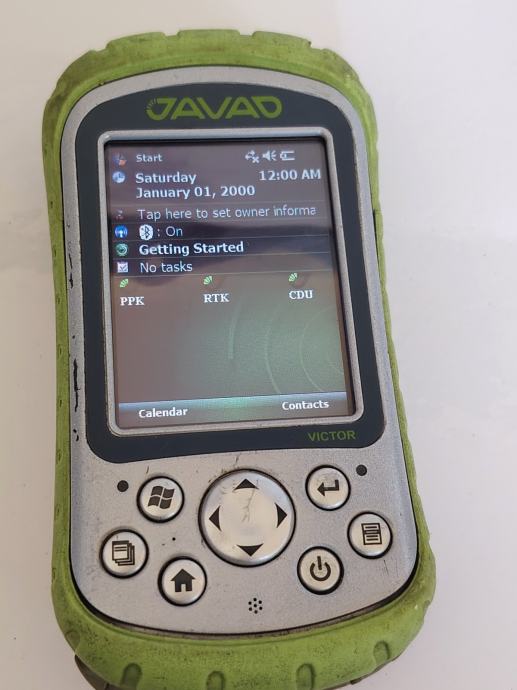 JAVAD
Start
Saturday 12:00 AM
January 01, 2000
Tap here to set owner informa
: On
Getting Started
No tasks
PPK RTK CDU
Calendar Contacts
VICTOR